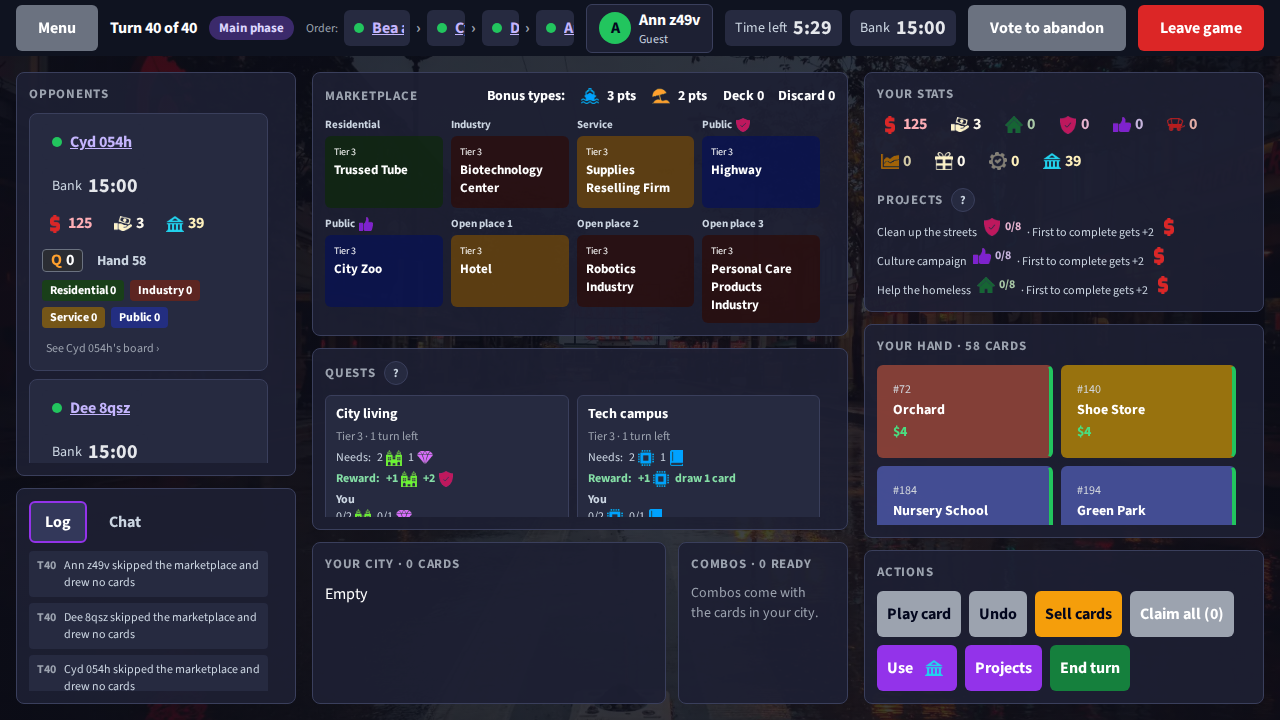 Menu
Turn 40 of 40
Main phase
Order:
Bea
›
C
›
D
›
A
A
Ann z49v
Guest
Time left 5:29
Bank 15:00
Vote to abandon
Leave game
OPPONENTS
Cyd 054h
Bank 15:00
125
3
39
Q 0
Hand 58
Residential 0
Industry 0
Service 0
Public 0
See Cyd 054h's board ›
Dee 8qsz
Bank 15:00
Log
Chat
T40 Ann z49v skipped the marketplace and
drew no cards
T40 Dee 8qsz skipped the marketplace and
drew no cards
T40 Cyd 054h skipped the marketplace and
drew no cards
MARKETPLACE
Bonus types:
3 pts
2 pts
Deck 0
Discard 0
Residential
Tier 3
Trussed Tube
Industry
Tier 3
Biotechnology
Center
Service
Tier 3
Supplies
Reselling Firm
Public
Tier 3
Highway
Public
Tier 3
City Zoo
Open place 1
Tier 3
Hotel
Open place 2
Tier 3
Robotics
Industry
Open place 3
Tier 3
Personal Care
Products
Industry
QUESTS
?
City living
Tier 3 · 1 turn left
Needs: 2 1
Reward: +1 +2
You
0/2 0/1
Tech campus
Tier 3 · 1 turn left
Needs: 2 1
Reward: +1 draw 1 card
You
0/2 0/1
YOUR CITY · 0 CARDS
Empty
COMBOS · 0 READY
Combos come with
the cards in your city.
YOUR STATS
125
3
0
0
0
0
0
0
0
39
PROJECTS
?
Clean up the streets 0/8 · First to complete gets +2
Culture campaign 0/8 · First to complete gets +2
Help the homeless 0/8 · First to complete gets +2
YOUR HAND · 58 CARDS
#72
Orchard
$4
#140
Shoe Store
$4
#184
Nursery School
#194
Green Park
ACTIONS
Play card
Undo
Sell cards
Claim all (0)
Use
Projects
End turn